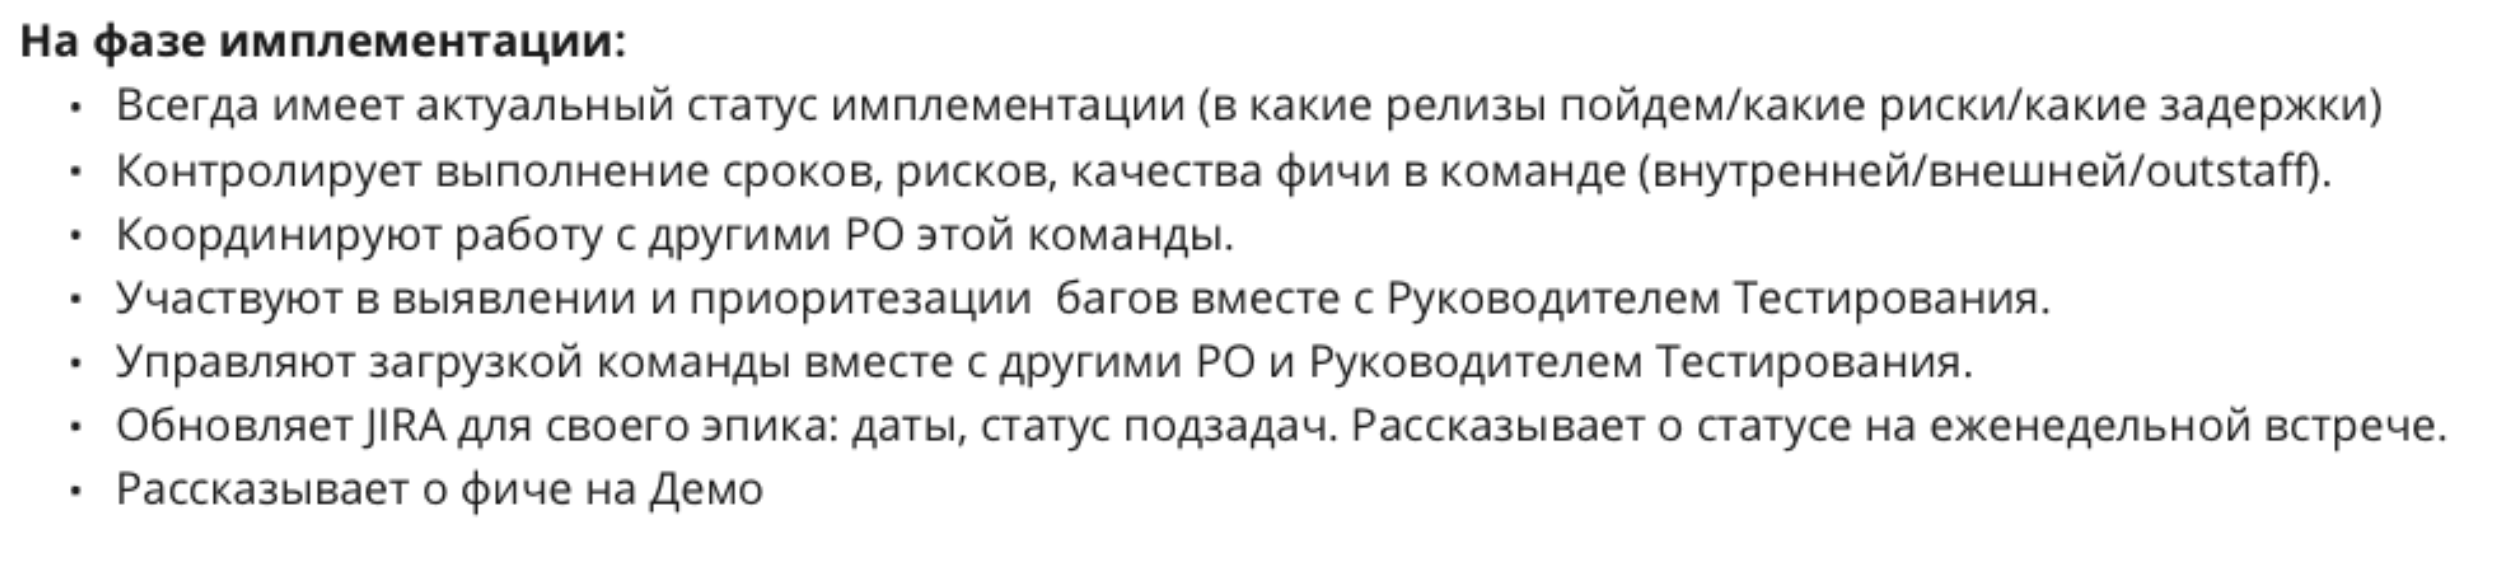 На фазе имплементации:
• Всегда имеет актуальный статус имплементации (в какие релизы пойдем/какие риски/какие задержки)
• Контролирует выполнение сроков, рисков, качества фичи в команде (внутренней/внешней/outstaff).
• Координируют работу с другими РО этой команды.
• Участвуют в выявлении и приоритезации  багов вместе с Руководителем Тестирования.
• Управляют загрузкой команды вместе с другими РО и Руководителем Тестирования.
• Обновляет JIRA для своего эпика: даты, статус подзадач. Рассказывает о статусе на еженедельной встрече.
• Рассказывает о фиче на Демо